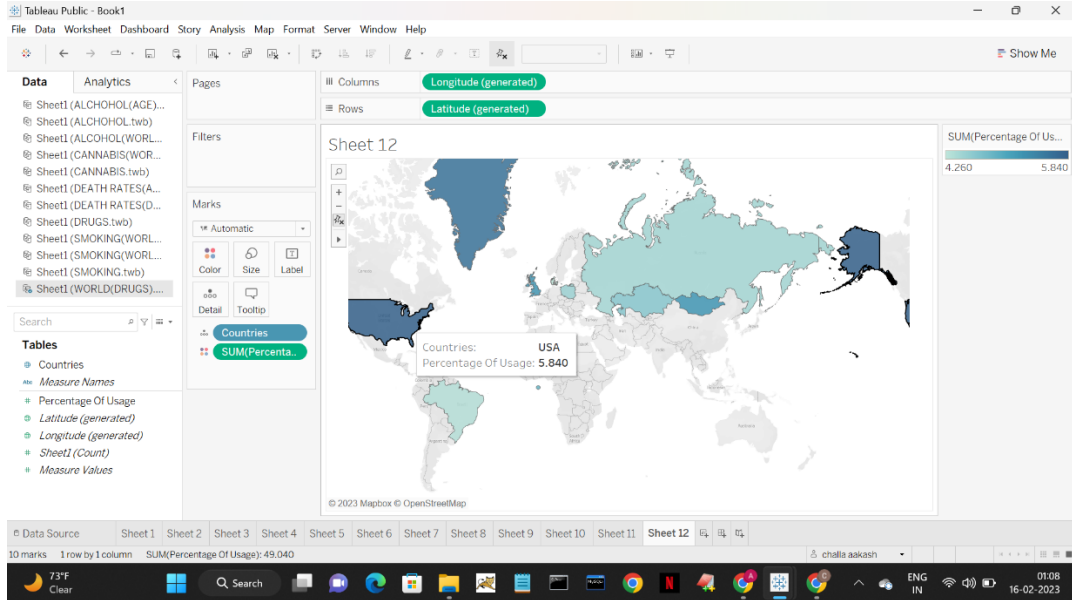 Tableau Public - Book1
File Data Worksheet Dashboard Story Analysis Map Format Server Window Help
Show Me
Data Analytics
Pages
Columns Longitude (generated)
Rows Latitude (generated)
Sheet1 (ALCHOHOL(AGE)...
Sheet1 (ALCHOHOL.twb)
Sheet1 (ALCOHOL(WORL...
Sheet1 (CANNABIS(WOR...
Sheet1 (CANNABIS.twb)
Sheet1 (DEATH RATES(A...
Sheet1 (DEATH RATES(D...
Sheet1 (DRUGS.twb)
Sheet1 (SMOKING(WORL...
Sheet1 (SMOKING(WORL...
Sheet1 (SMOKING.twb)
Sheet1 (WORLD(DRUGS)....
Search
Tables
Countries
Abc Measure Names
# Percentage Of Usage
Latitude (generated)
Longitude (generated)
# Sheet1 (Count)
# Measure Values
Filters
Marks
Automatic
Color Size Label
Detail Tooltip
Countries
SUM(Percenta..
Sheet 12
Countries: USA
Percentage Of Usage: 5.840
© 2023 Mapbox © OpenStreetMap
SUM(Percentage Of Us...
4.260 5.840
Data Source Sheet 1 Sheet 2 Sheet 3 Sheet 4 Sheet 5 Sheet 6 Sheet 7 Sheet 8 Sheet 9 Sheet 10 Sheet 11 Sheet 12
10 marks 1 row by 1 column SUM(Percentage Of Usage): 49.040
challa aakash
73°F
Clear
Search
ENG
IN
01:08
16-02-2023